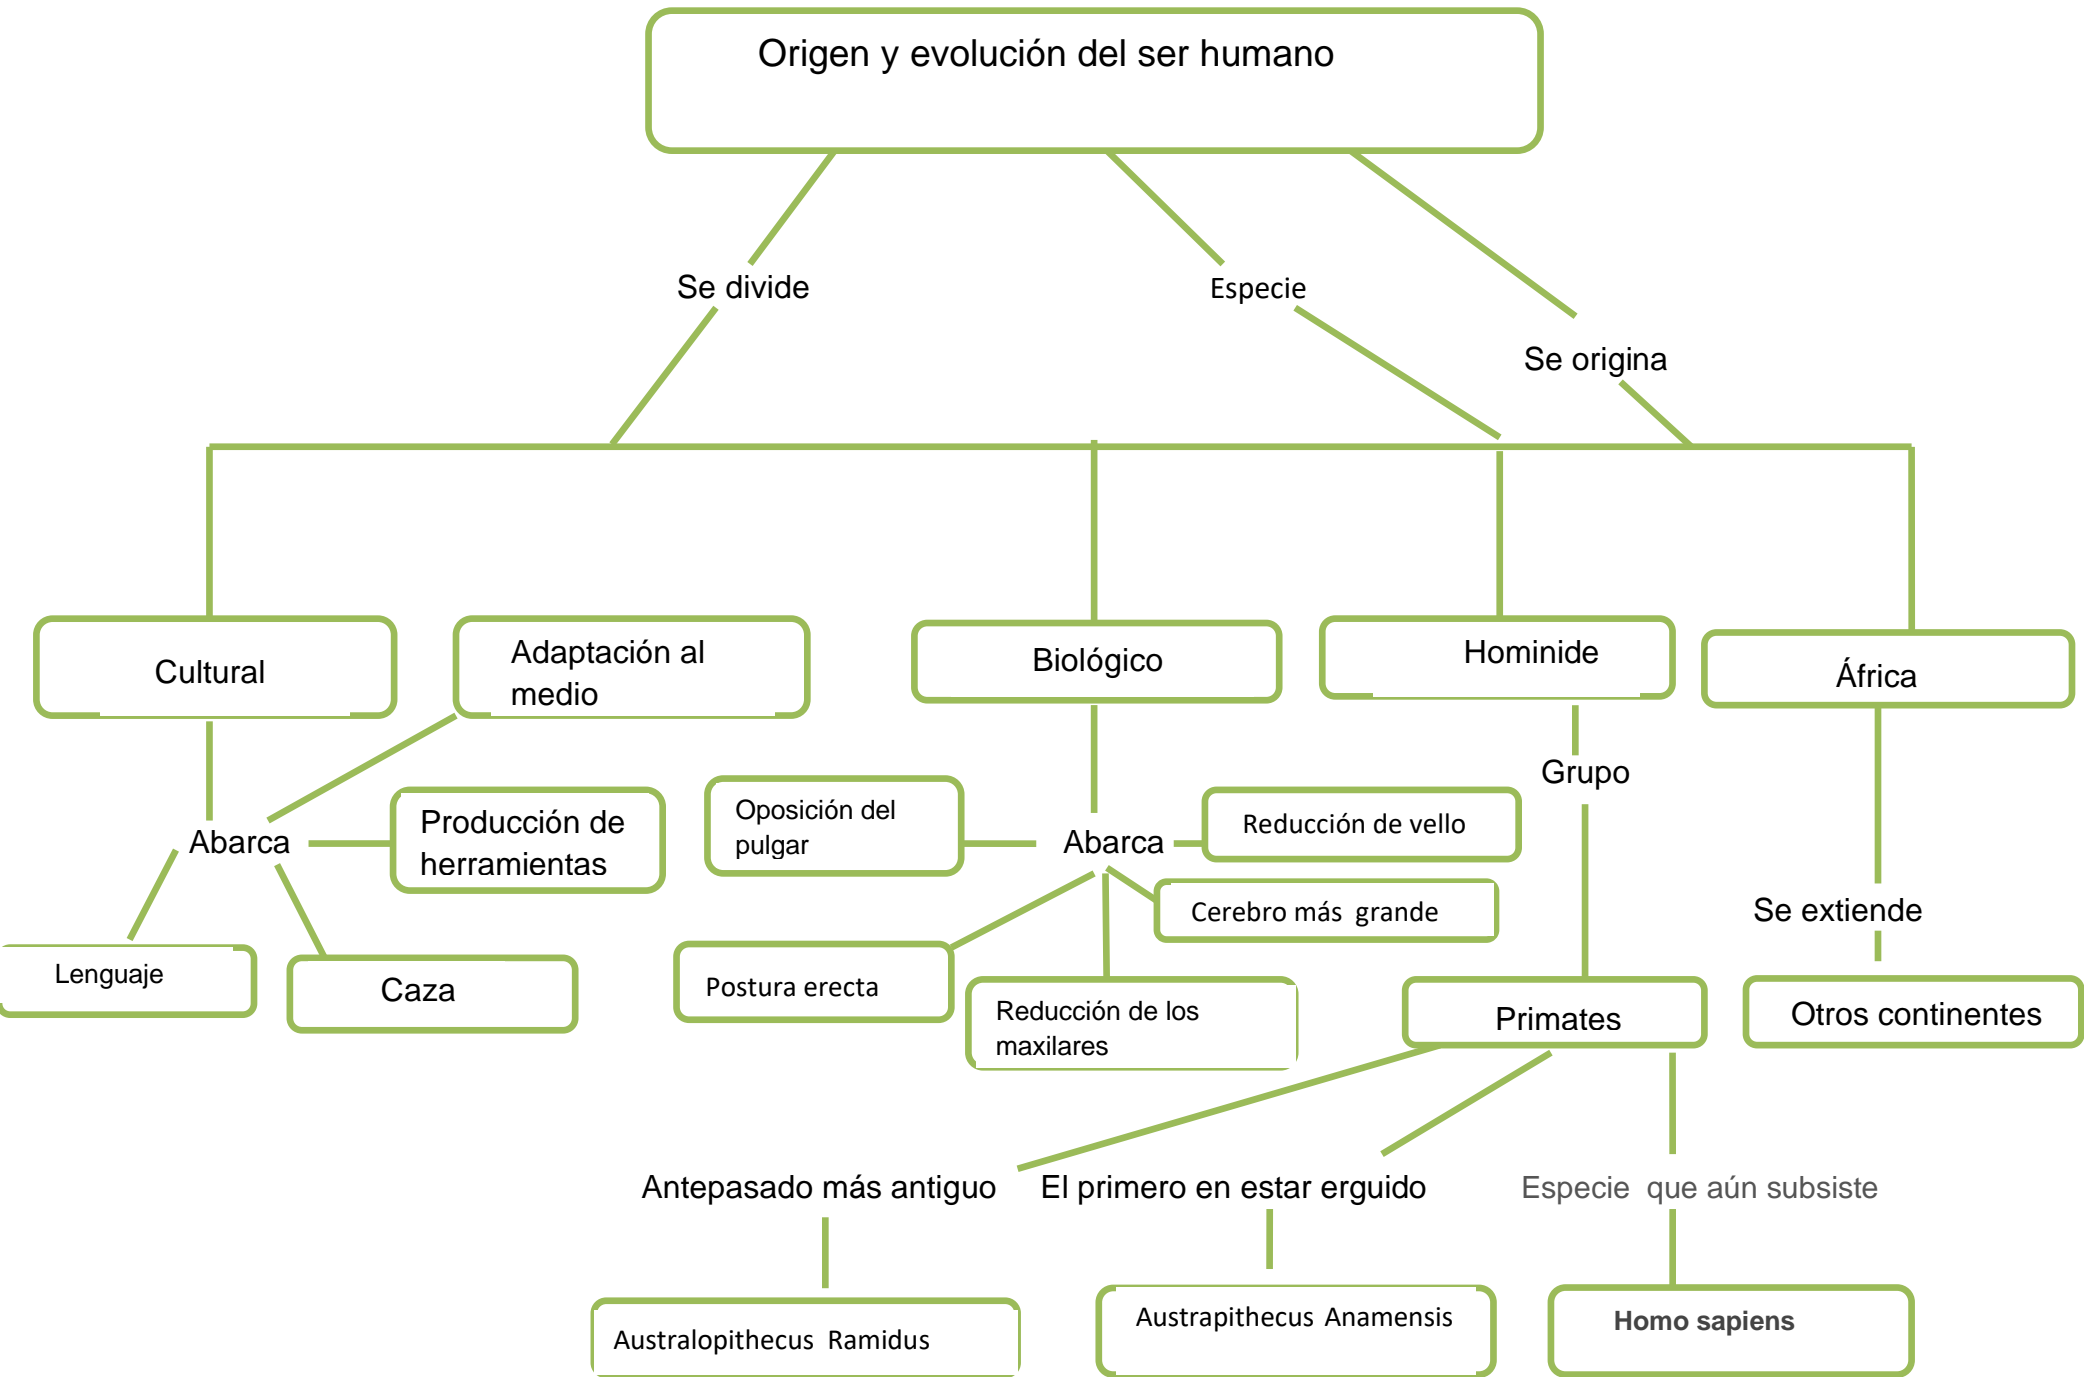 Origen y evolución del ser humano
Se divide
Especie
Se origina
Cultural
Adaptación al
medio
Biológico
Hominide
África
Abarca
Producción de
herramientas
Oposición del
pulgar
Abarca
Reducción de vello
Grupo
Cerebro más grande
Se extiende
Lenguaje
Caza
Postura erecta
Reducción de los
maxilares
Primates
Otros continentes
Antepasado más antiguo
El primero en estar erguido
Especie que aún subsiste
Australopithecus Ramidus
Austrapithecus Anamensis
Homo sapiens